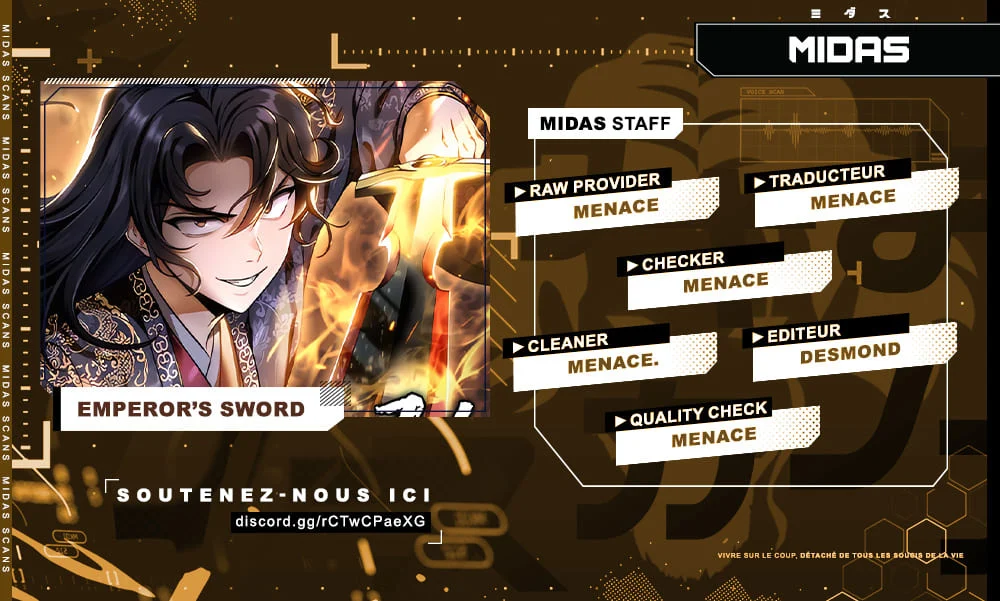 ミダス
MIDAS
VOICE SCAN
MIDAS STAFF
RAW PROVIDER
MENACE
TRADUCTEUR
MENACE
CHECKER
MENACE
CLEANER
MENACE.
EDITEUR
DESMOND
QUALITY CHECK
MENACE
EMPEROR’S SWORD
SOUTENEZ-NOUS ICI
discord.gg/rCTwCPaeXG
VIVRE SUR LE COUP, DÉTACHÉ DE TOUS LES SOUCIS DE LA VIE
MIDAS SCANS
MIDAS SCANS
MIDAS SCANS
MIDAS SCANS
MIDAS SCANS